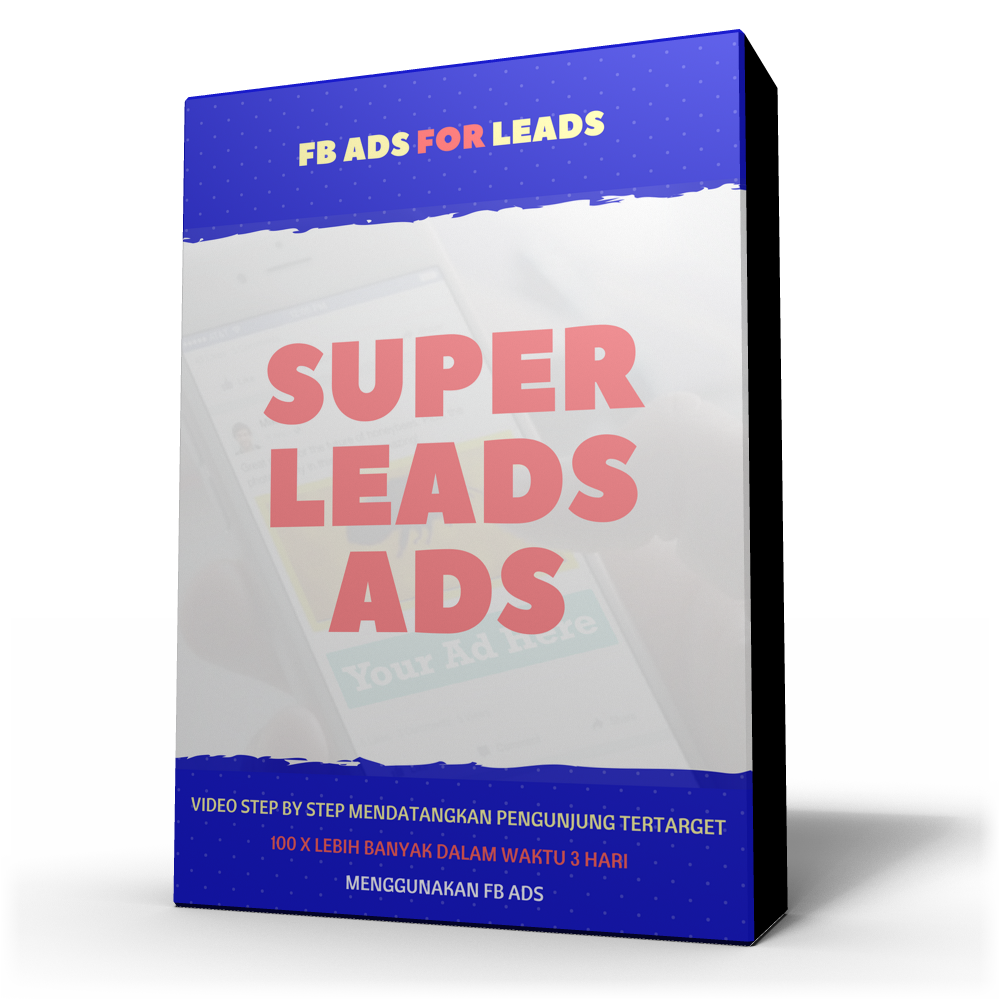 FB ADS FOR LEADS
SUPER
LEADS
ADS
Your Ad Here
VIDEO STEP BY STEP MENDATANGKAN PENGUNJUNG TERTARGET
100 X LEBIH BANYAK DALAM WAKTU 3 HARI
MENGGUNAKAN FB ADS